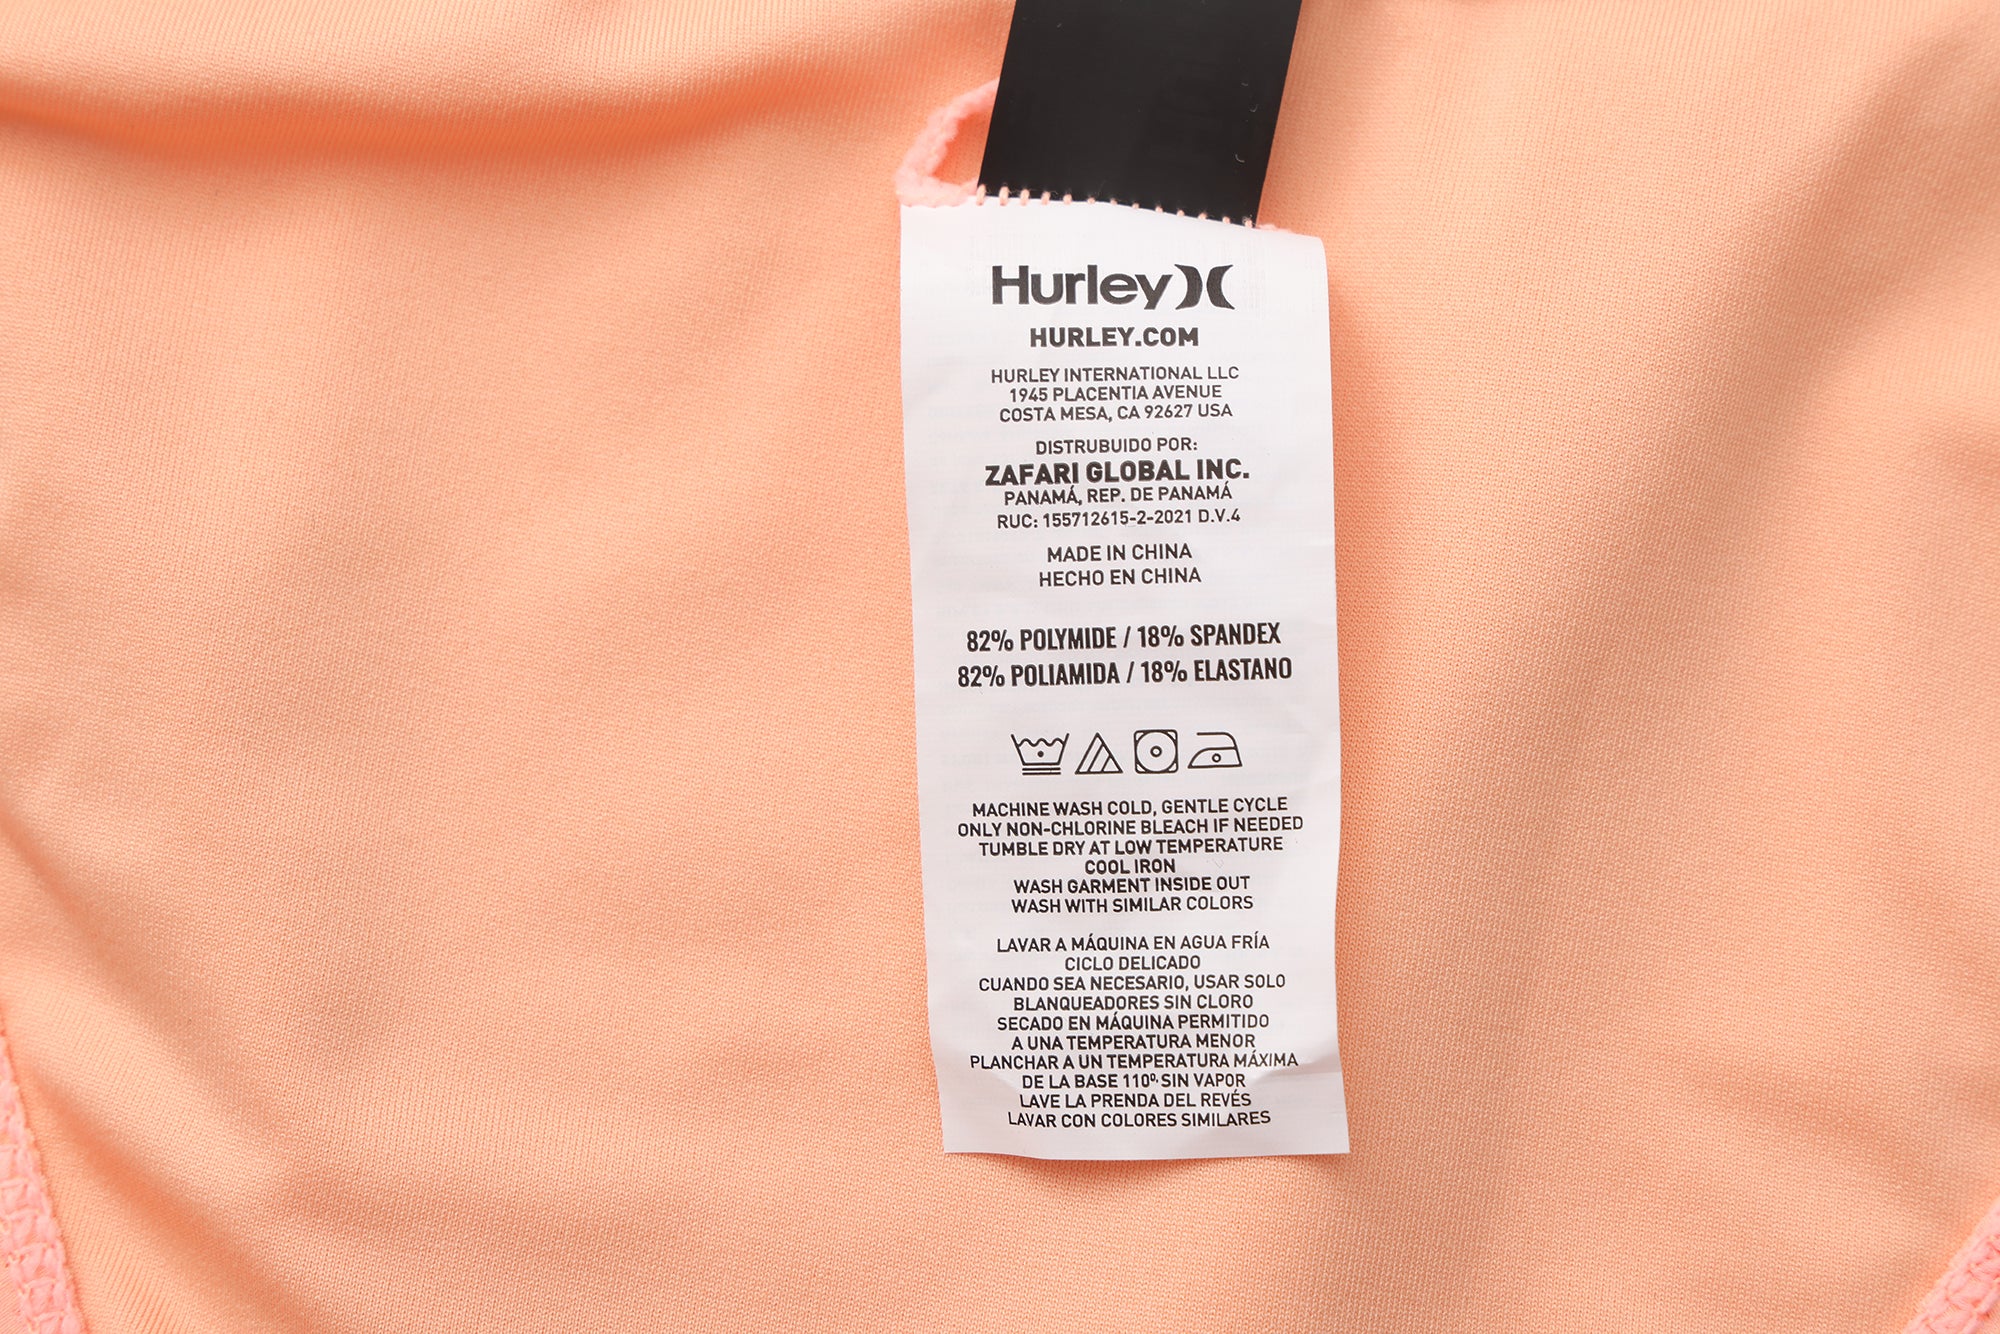 Hurley
HURLEY.COM
HURLEY INTERNATIONAL LLC
1945 PLACENTIA AVENUE
COSTA MESA, CA 92627 USA
DISTRUBUIDO POR:
ZAFARI GLOBAL INC.
PANAMÁ, REP. DE PANAMÁ
RUC: 155712615-2-2021 D.V.4
MADE IN CHINA
HECHO EN CHINA
82% POLYMIDE / 18% SPANDEX
82% POLIAMIDA / 18% ELASTANO
MACHINE WASH COLD, GENTLE CYCLE
ONLY NON-CHLORINE BLEACH IF NEEDED
TUMBLE DRY AT LOW TEMPERATURE
COOL IRON
WASH GARMENT INSIDE OUT
WASH WITH SIMILAR COLORS
LAVAR A MÁQUINA EN AGUA FRÍA
CICLO DELICADO
CUANDO SEA NECESARIO, USAR SOLO
BLANQUEADORES SIN CLORO
SECADO EN MÁQUINA PERMITIDO
A UNA TEMPERATURA MENOR
PLANCHAR A UN TEMPERATURA MÁXIMA
DE LA BASE 110º. SIN VAPOR
LAVE LA PRENDA DEL REVÉS
LAVAR CON COLORES SIMILARES